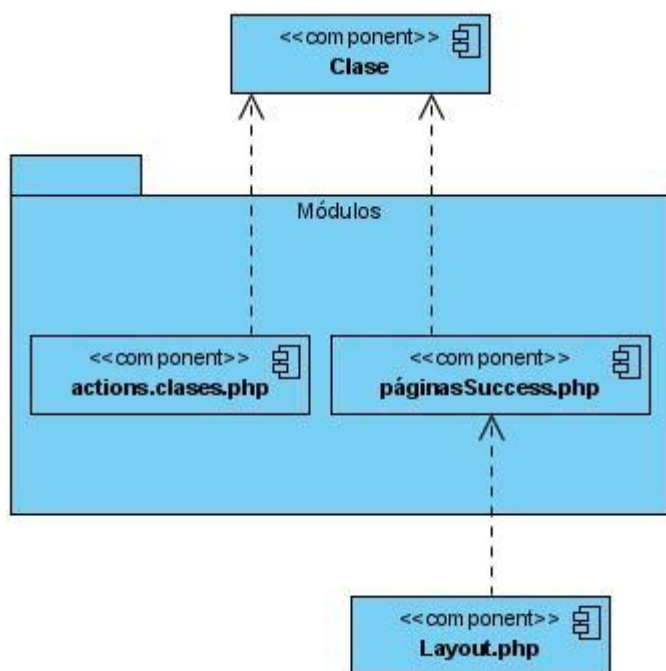 <<component>>
Clase
Módulos
<<component>>
actions.clases.php
<<component>>
páginasSuccess.php
<<component>>
Layout.php